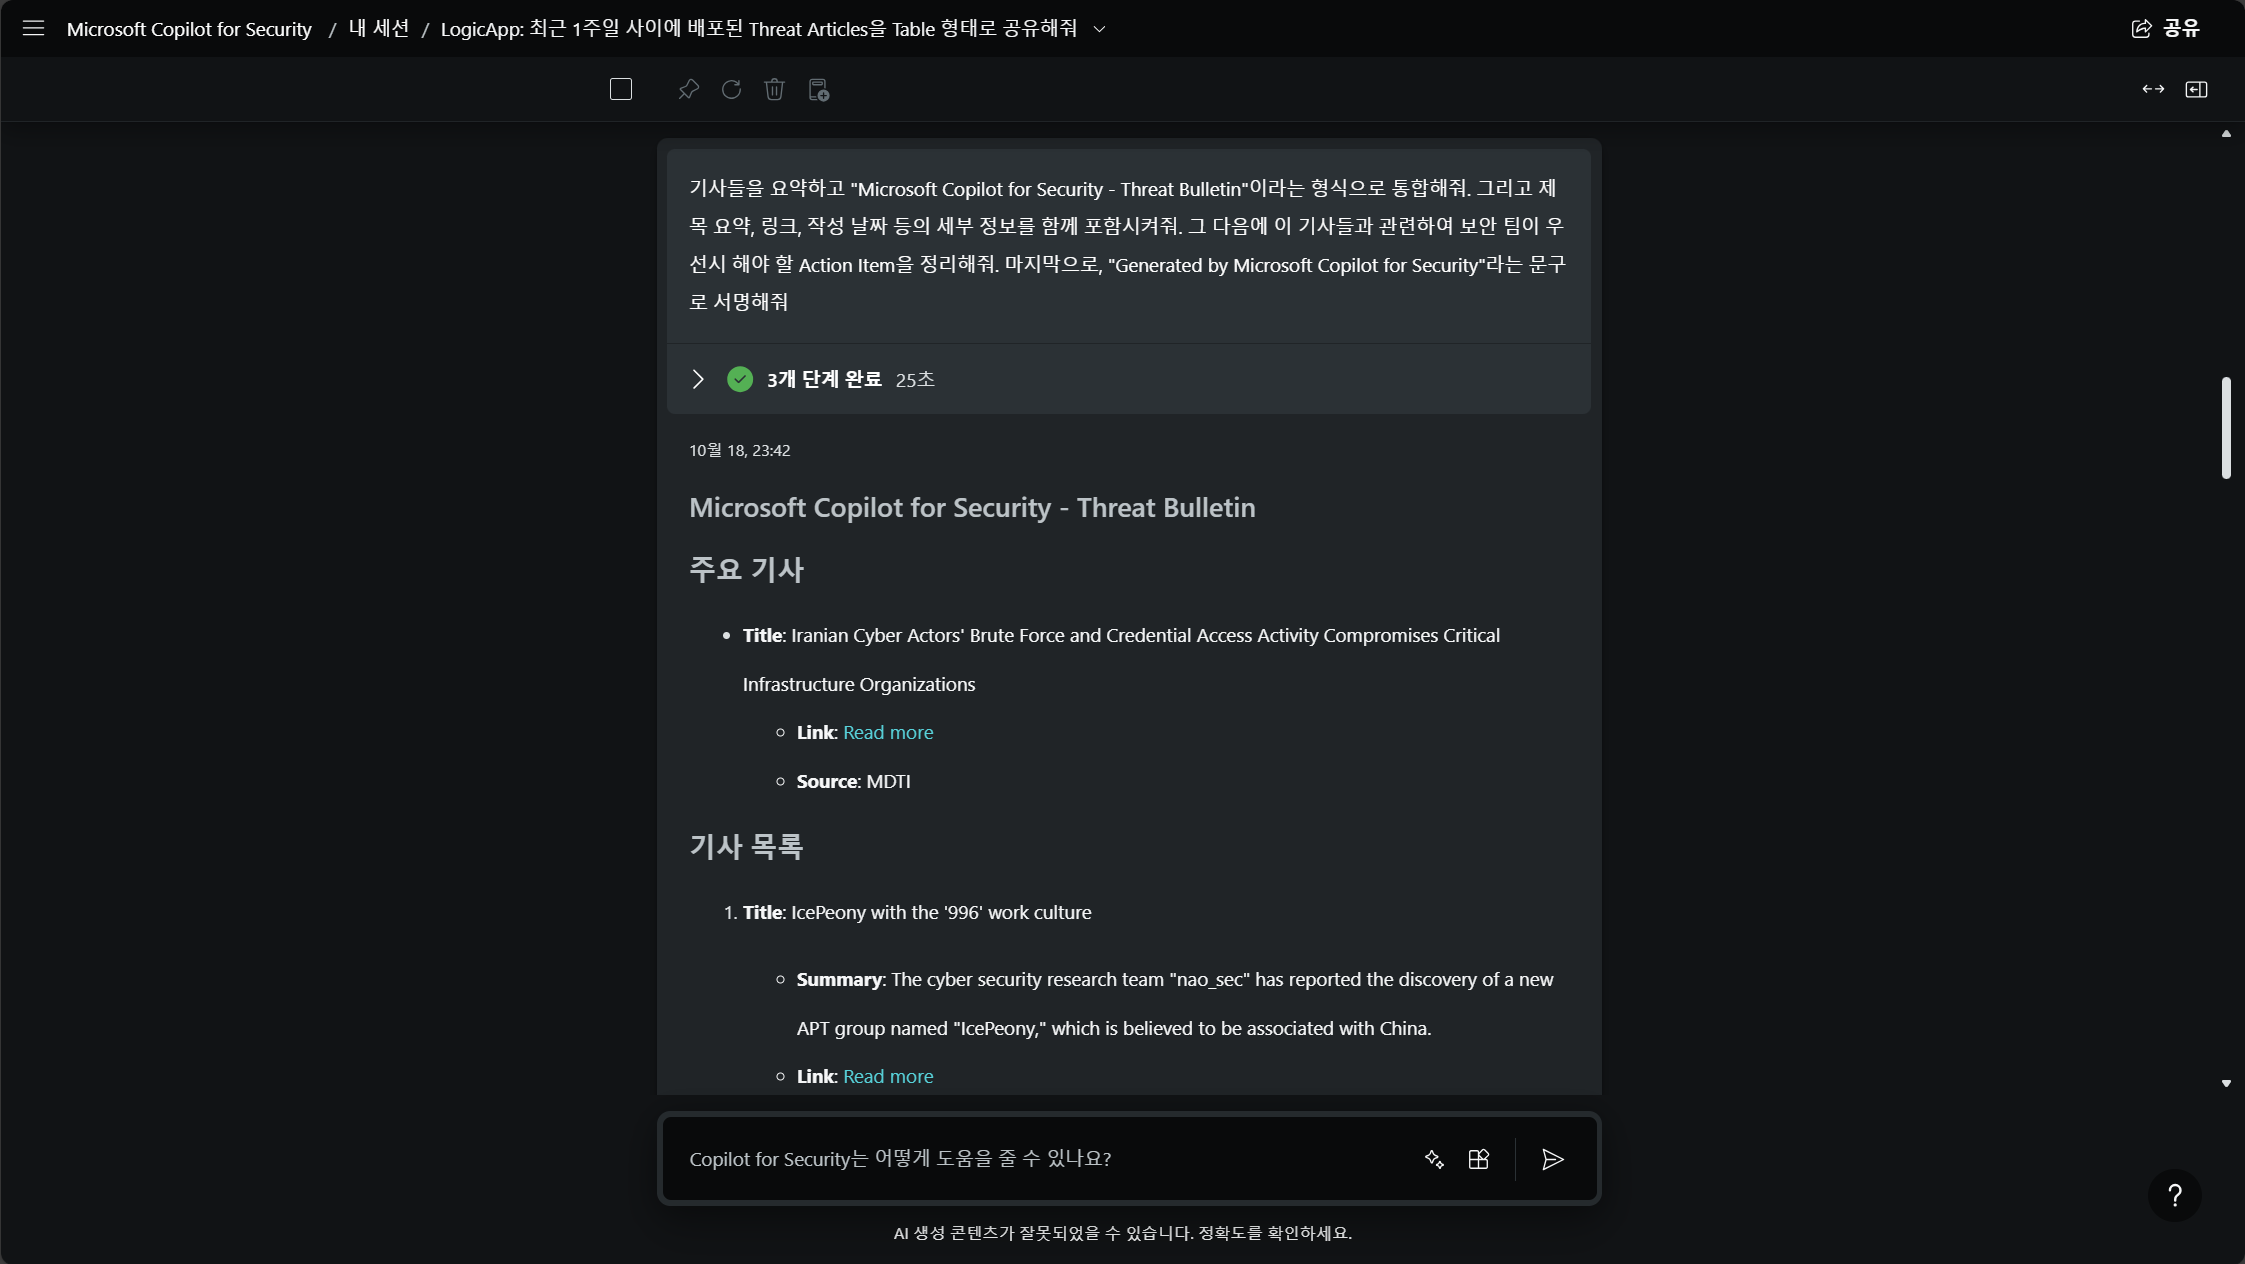 Microsoft Copilot for Security / 내 세션 / LogicApp: 최근 1주일 사이에 배포된 Threat Articles을 Table 형태로 공유해줘
공유
기사들을 요약하고 "Microsoft Copilot for Security - Threat Bulletin"이라는 형식으로 통합해줘. 그리고 제
목 요약, 링크, 작성 날짜 등의 세부 정보를 함께 포함시켜줘. 그 다음에 이 기사들과 관련하여 보안 팀이 우
선시 해야 할 Action Item을 정리해줘. 마지막으로, "Generated by Microsoft Copilot for Security"라는 문구
로 서명해줘
3개 단계 완료 25초
10월 18, 23:42
Microsoft Copilot for Security - Threat Bulletin
주요 기사
• Title: Iranian Cyber Actors' Brute Force and Credential Access Activity Compromises Critical
Infrastructure Organizations
Link: Read more
Source: MDTI
기사 목록
1. Title: IcePeony with the '996' work culture
Summary: The cyber security research team "nao_sec" has reported the discovery of a new
APT group named "IcePeony," which is believed to be associated with China.
Link: Read more
Copilot for Security는 어떻게 도움을 줄 수 있나요?
?
AI 생성 콘텐츠가 잘못되었을 수 있습니다. 정확도를 확인하세요.